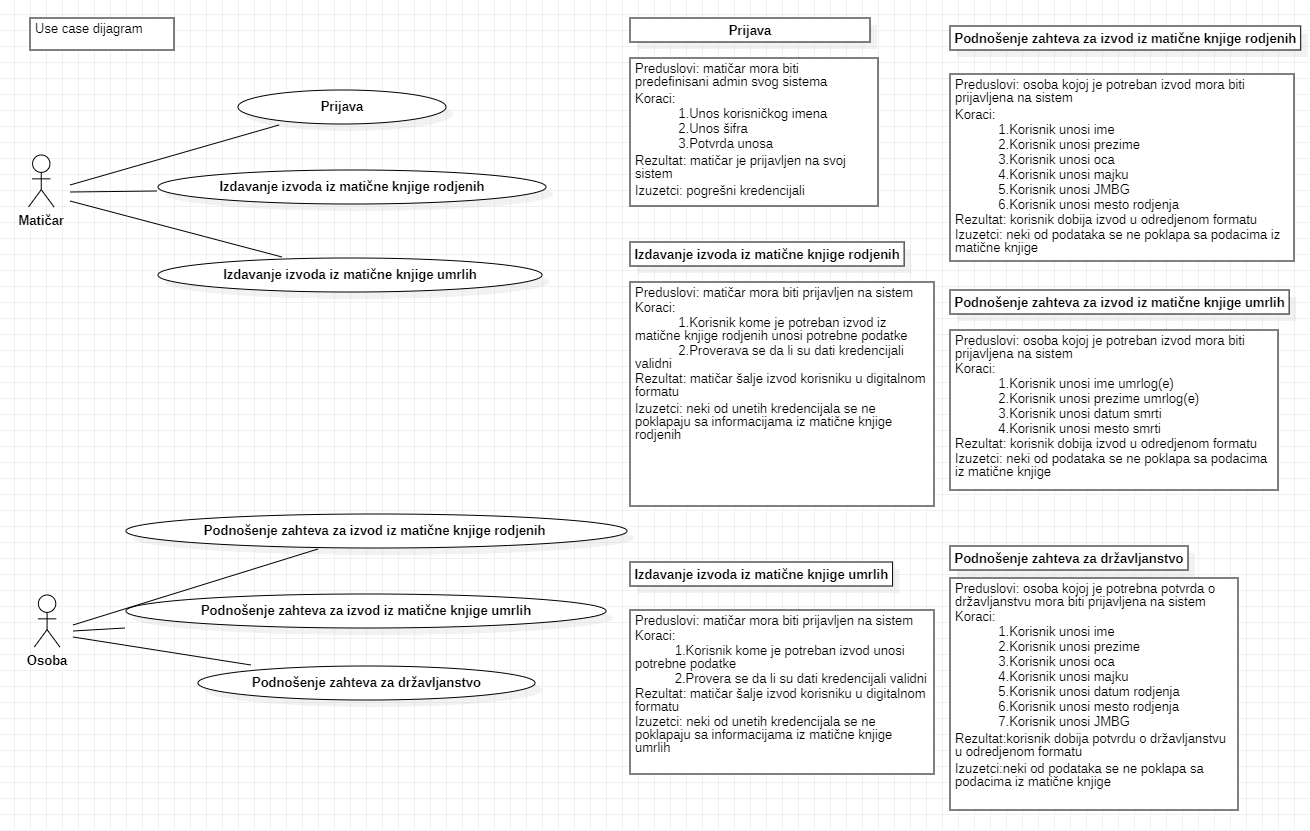 Use case dijagram
Prijava
Izdavanje izvoda iz matične knjige rodjenih
Izdavanje izvoda iz matične knjige umrlih
Matičar
Podnošenje zahteva za izvod iz matične knjige rodjenih
Podnošenje zahteva za izvod iz matične knjige umrlih
Podnošenje zahteva za državljanstvo
Osoba
Prijava
Preduslovi: matičar mora biti
predefinisani admin svog sistema
Koraci:
1.Unos korisničkog imena
2.Unos šifra
3.Potvrda unosa
Rezultat: matičar je prijavljen na svoj
sistem
Izuzetci: pogrešni kredencijali
Izdavanje izvoda iz matične knjige rodjenih
Preduslovi: matičar mora biti prijavljen na sistem
Koraci:
1.Korisnik kome je potreban izvod iz
matične knjige rodjenih unosi potrebne podatke
2.Proverava se da li su dati kredencijali
validni
Rezultat: matičar šalje izvod korisniku u digitalnom
formatu
Izuzetci: neki od unetih kredencijala se ne
poklapaju sa informacijama iz matične knjige
rodjenih
Izdavanje izvoda iz matične knjige umrlih
Preduslovi: matičar mora biti prijavljen na sistem
Koraci:
1.Korisnik kome je potreban izvod unosi
potrebne podatke
2.Provera se da li su dati kredencijali validni
Rezultat: matičar šalje izvod korisniku u digitalnom
formatu
Izuzetci: neki od unetih kredencijala se ne
poklapaju sa informacijama iz matične knjige
umrlih
Podnošenje zahteva za izvod iz matične knjige rodjenih
Preduslovi: osoba kojoj je potreban izvod mora biti
prijavljena na sistem
Koraci:
1.Korisnik unosi ime
2.Korisnik unosi prezime
3.Korisnik unosi oca
4.Korisnik unosi majku
5.Korisnik unosi JMBG
6.Korisnik unosi mesto rodjenja
Rezultat: korisnik dobija izvod u odredjenom formatu
Izuzetci: neki od podataka se ne poklapa sa podacima iz
matične knjige
Podnošenje zahteva za izvod iz matične knjige umrlih
Preduslovi: osoba kojoj je potreban izvod mora biti
prijavljena na sistem
Koraci:
1.Korisnik unosi ime umrlog(e)
2.Korisnik unosi prezime umrlog(e)
3.Korisnik unosi datum smrti
4.Korisnik unosi mesto smrti
Rezultat: korisnik dobija izvod u odredjenom formatu
Izuzetci: neki od podataka se ne poklapa sa podacima
iz matične knjige
Podnošenje zahteva za državljanstvo
Preduslovi: osoba kojoj je potrebna potvrda o
državljanstvu mora biti prijavljena na sistem
Koraci:
1.Korisnik unosi ime
2.Korisnik unosi prezime
3.Korisnik unosi oca
4.Korisnik unosi majku
5.Korisnik unosi datum rodjenja
6.Korisnik unosi mesto rodjenja
7.Korisnik unosi JMBG
Rezultat:korisnik dobija potvrdu o državljanstvu
u odredjenom formatu
Izuzetci:neki od podataka se ne poklapa sa
podacima iz matične knjige